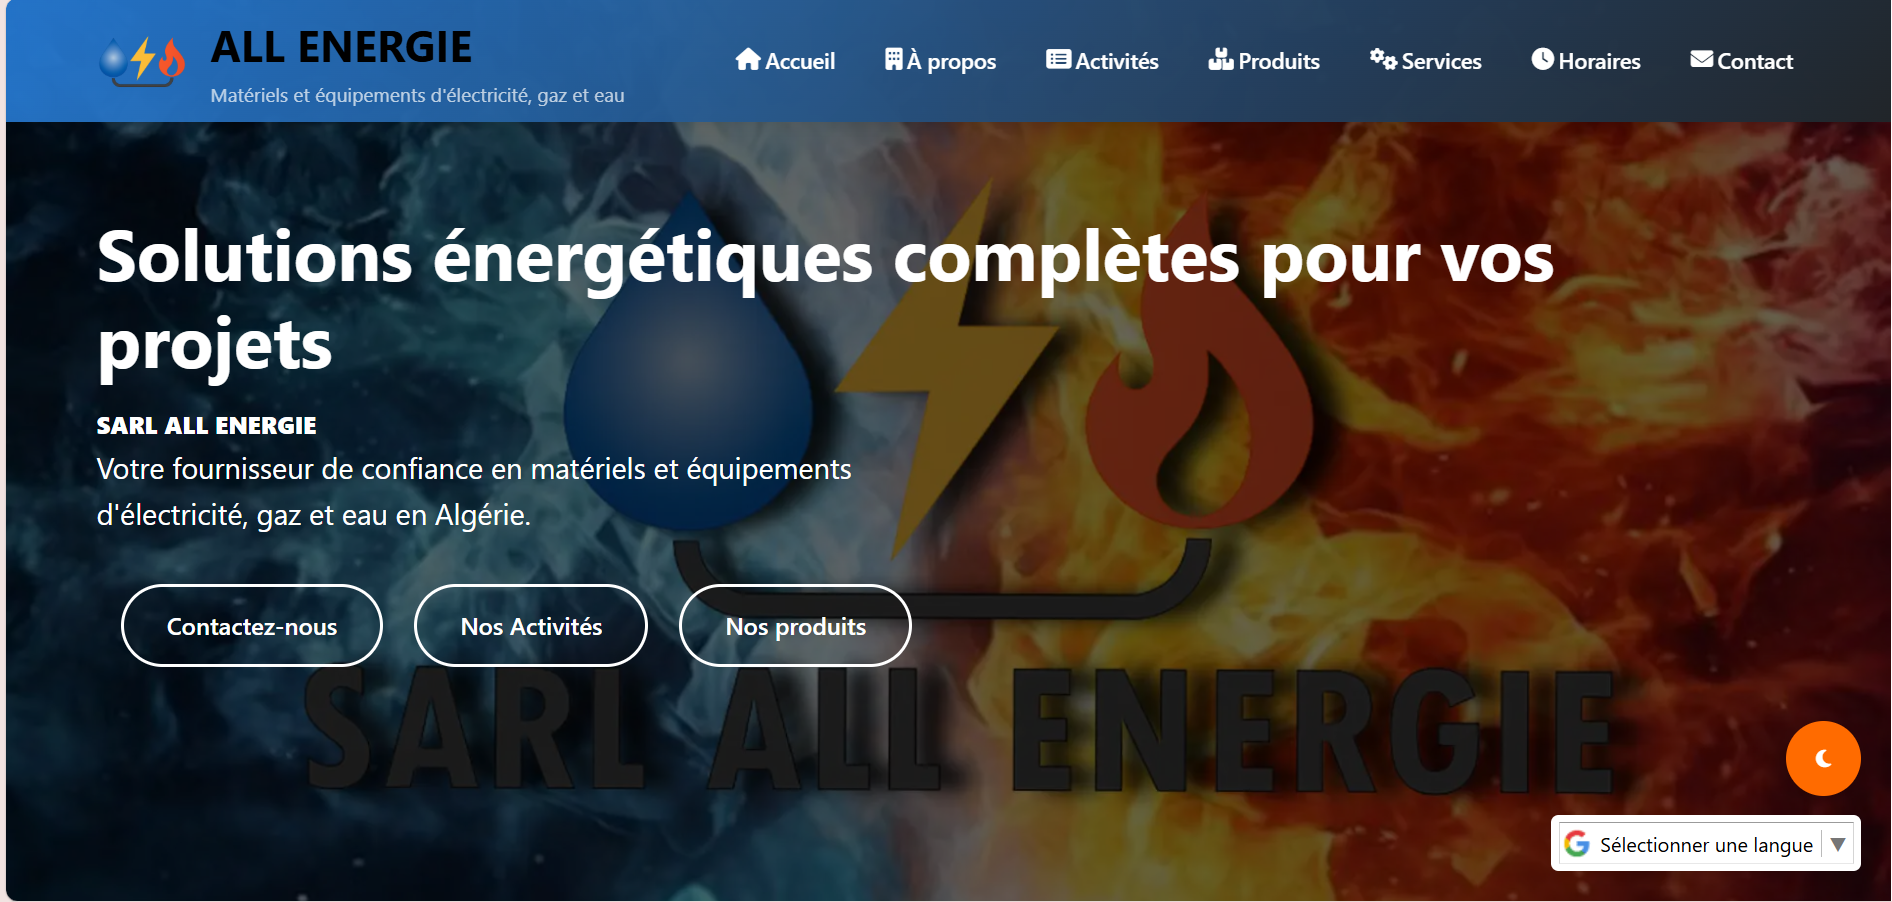 ALL ENERGIE
Matériels et équipements d'électricité, gaz et eau
Accueil
À propos
Activités
Produits
Services
Horaires
Contact
Solutions énergétiques complètes pour vos
projets
SARL ALL ENERGIE
Votre fournisseur de confiance en matériels et équipements
d'électricité, gaz et eau en Algérie.
Contactez-nous
Nos Activités
Nos produits
SARL ALL ENERGIE
Sélectionner une langue